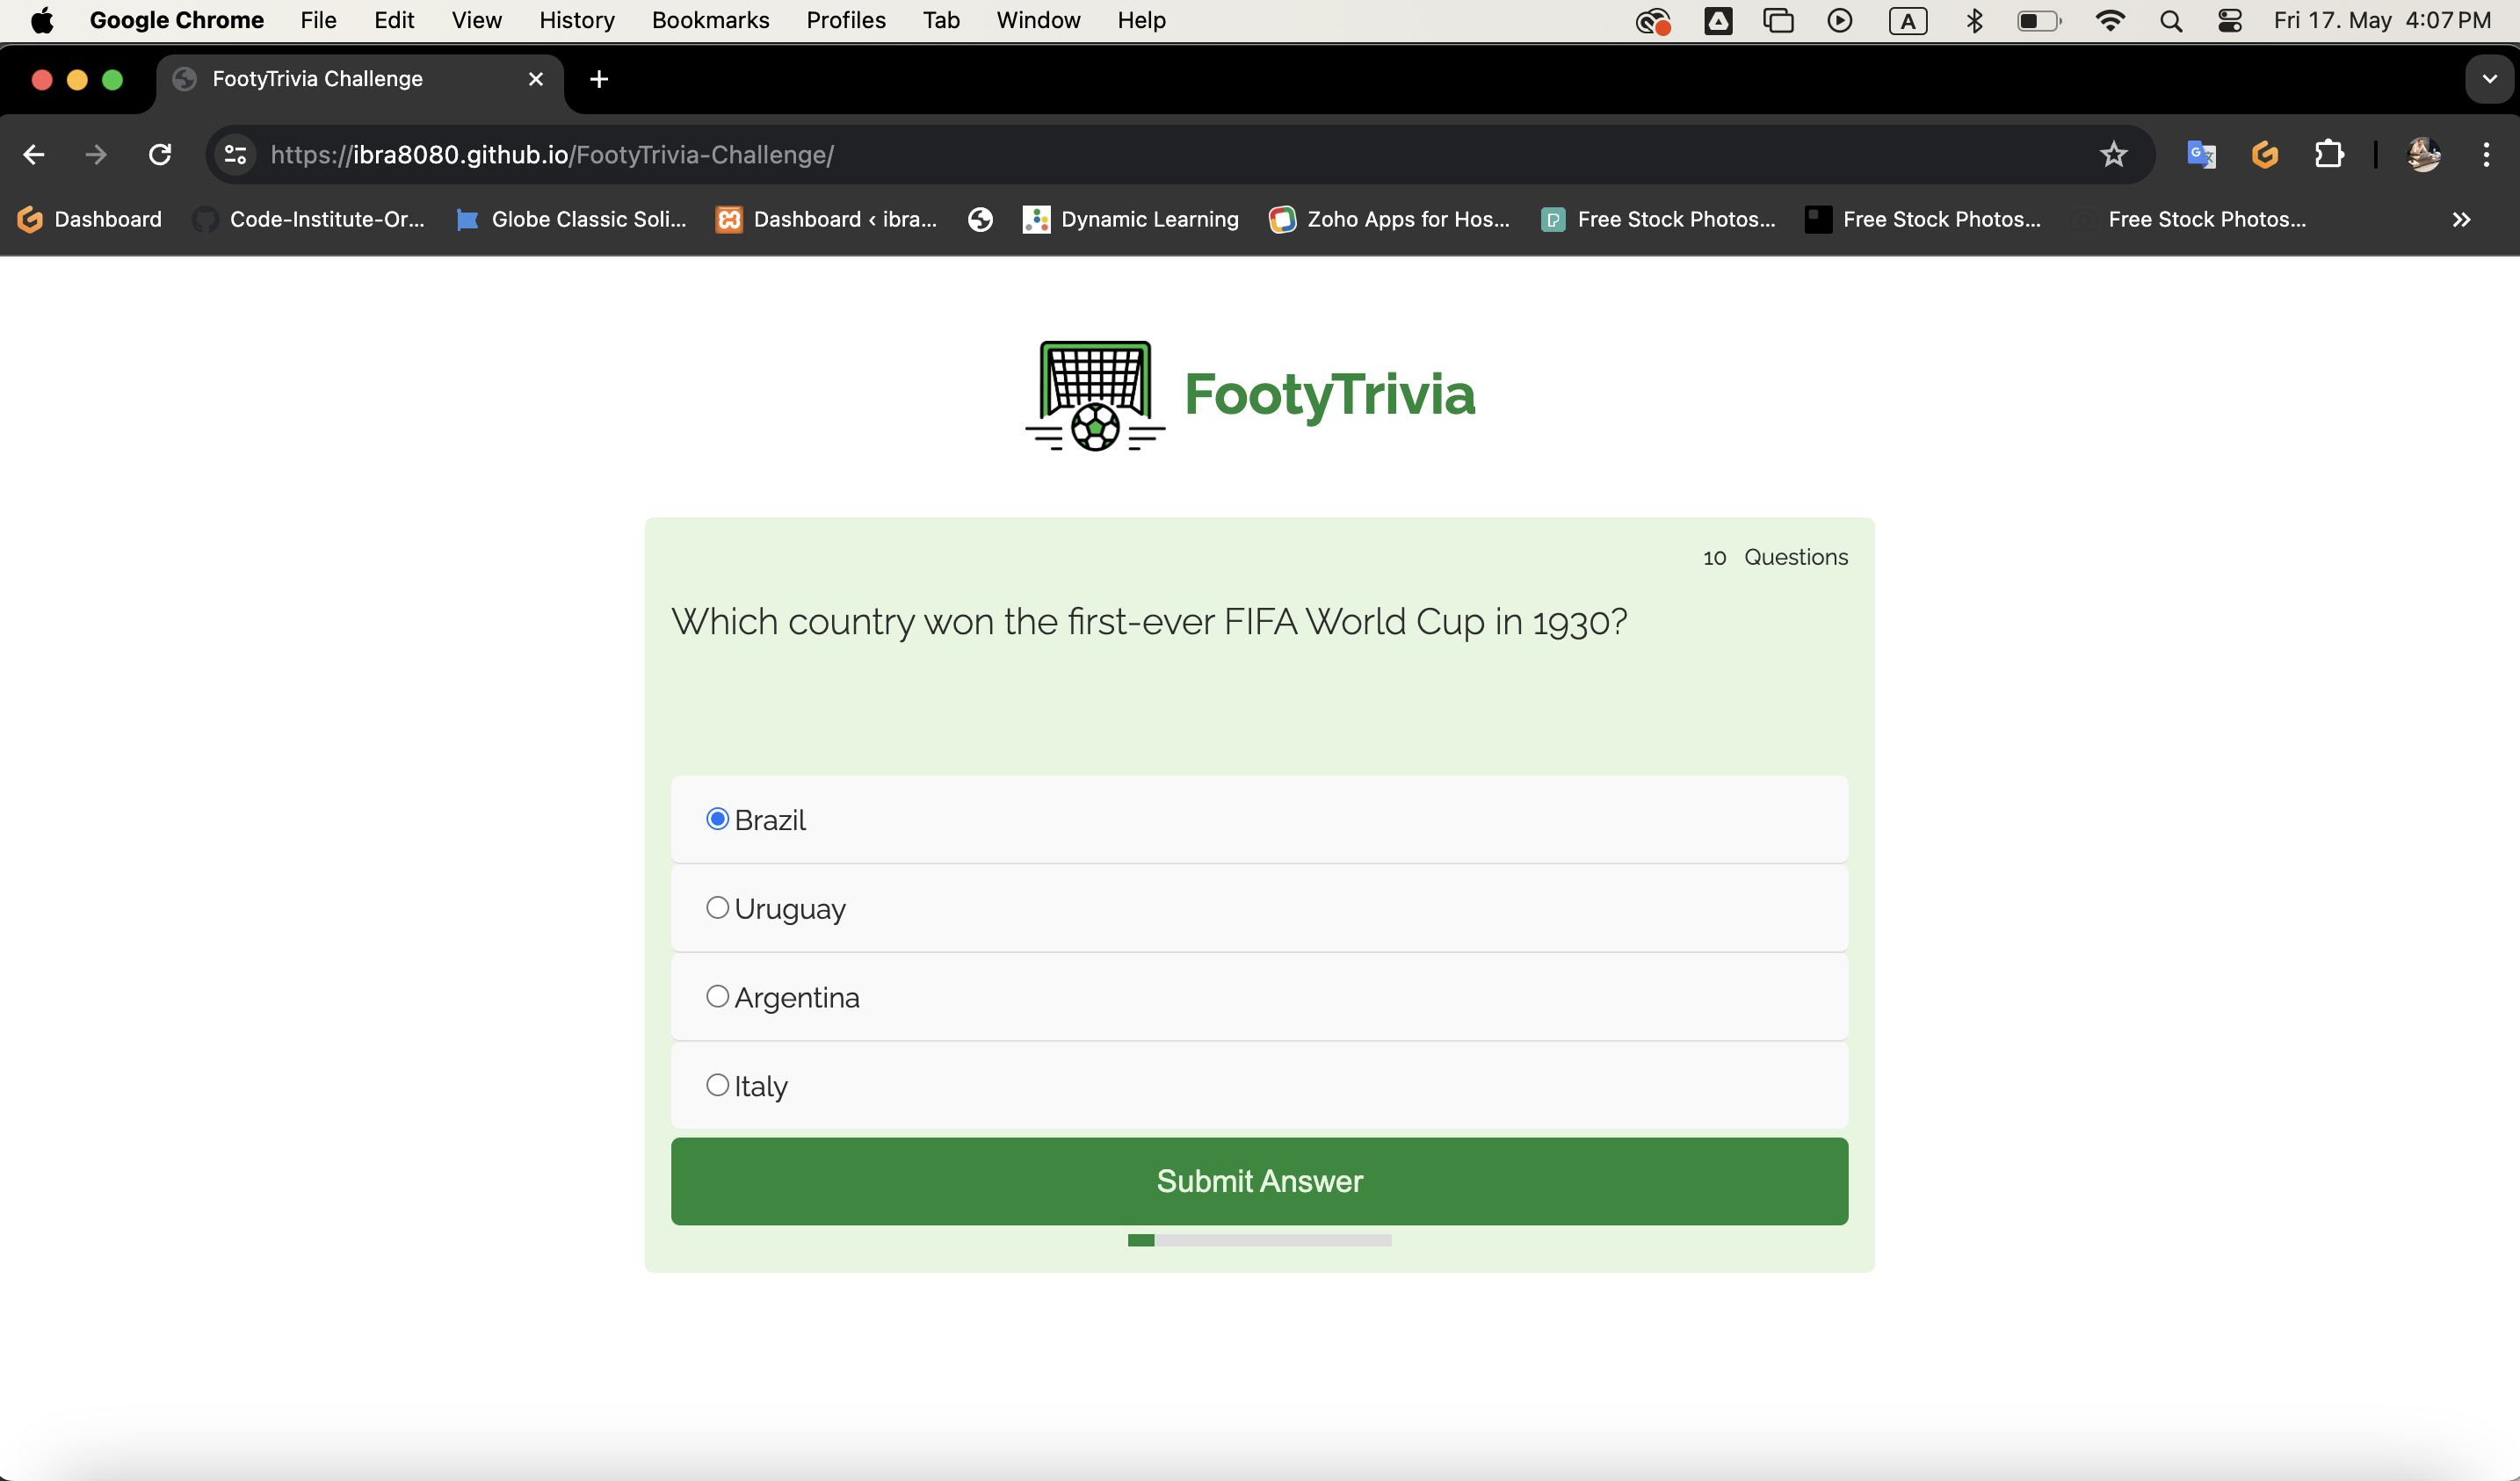 Google Chrome File Edit View History Bookmarks Profiles Tab Window Help A Fri 17. May 4:07 PM
FootyTrivia Challenge
https://ibra8080.github.io/FootyTrivia-Challenge/
Dashboard Code-Institute-Or... Globe Classic Soli... Dashboard ‹ ibra... Dynamic Learning Zoho Apps for Hos... Free Stock Photos... Free Stock Photos... Free Stock Photos...
FootyTrivia
10 Questions
Which country won the first-ever FIFA World Cup in 1930?
Brazil
Uruguay
Argentina
Italy
Submit Answer